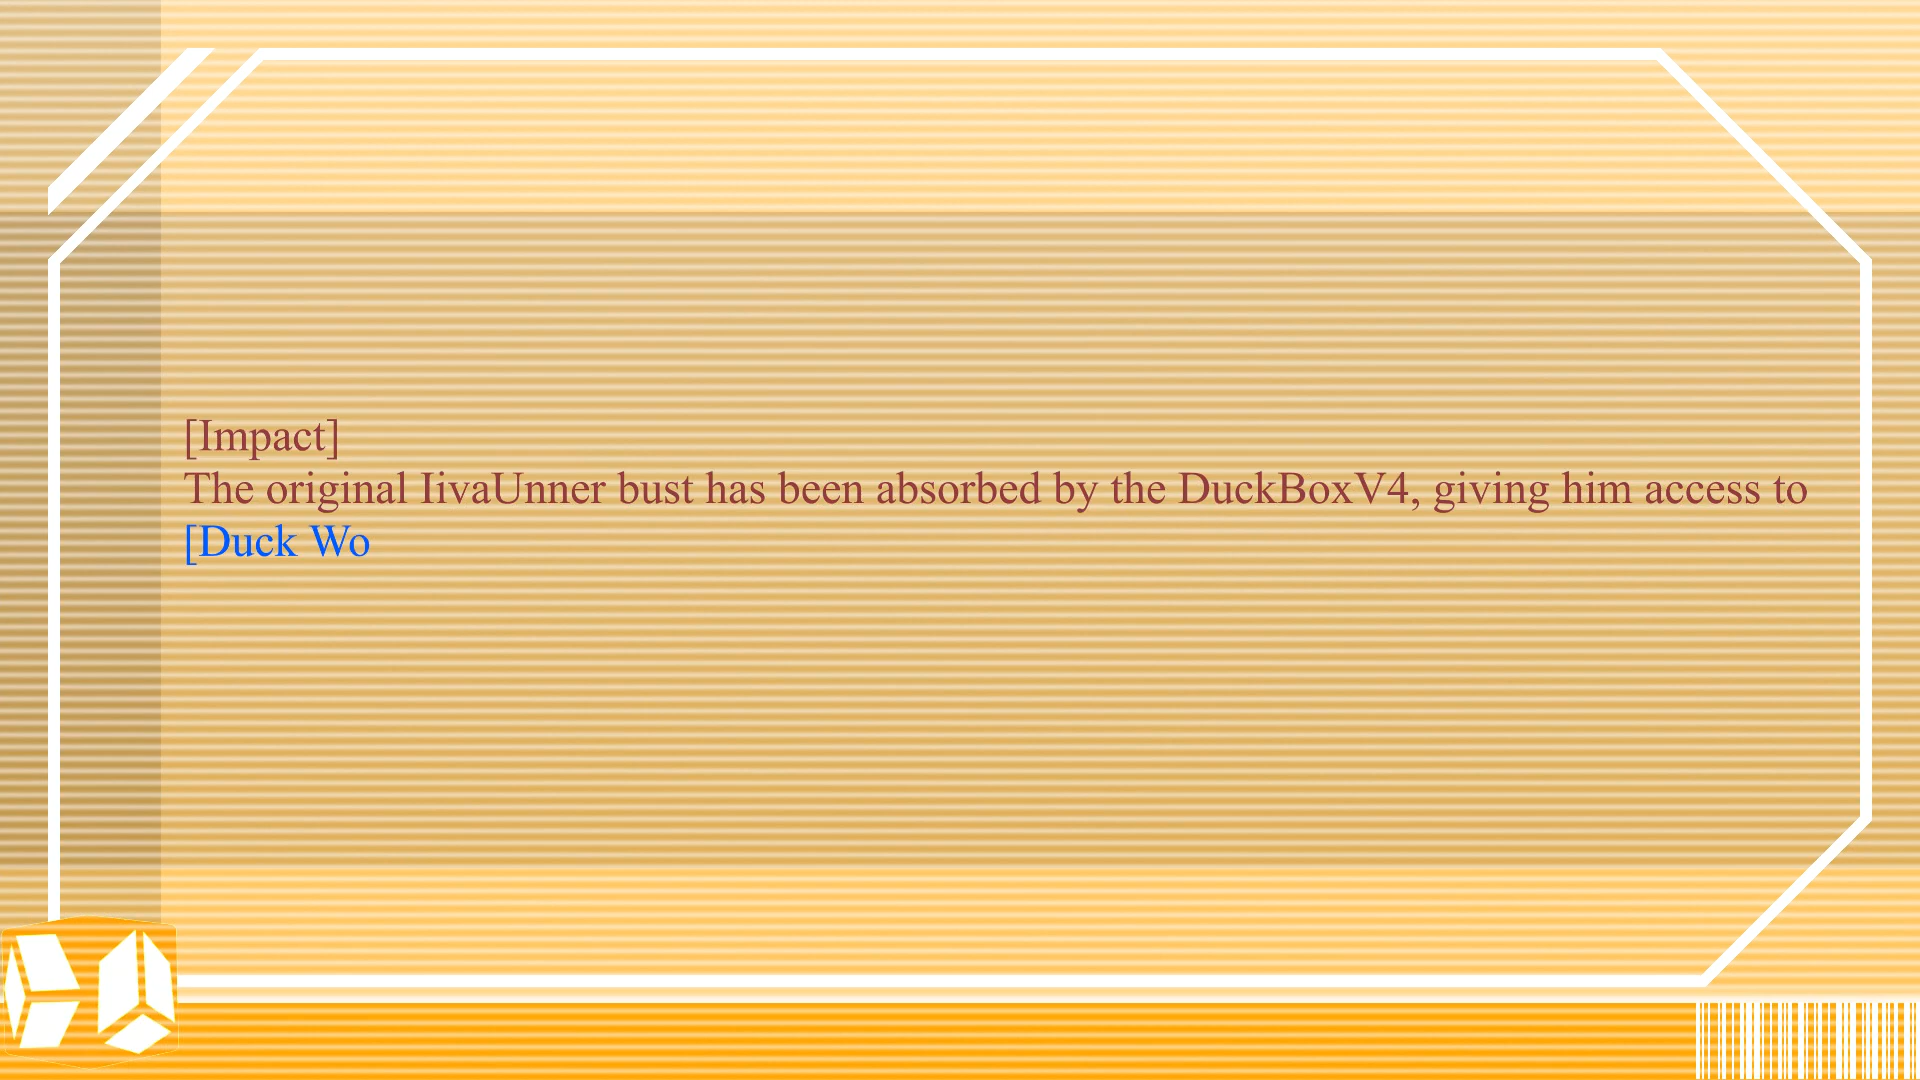 [Impact]
The original IivaUnner bust has been absorbed by the DuckBoxV4, giving him access to
[Duck Wo